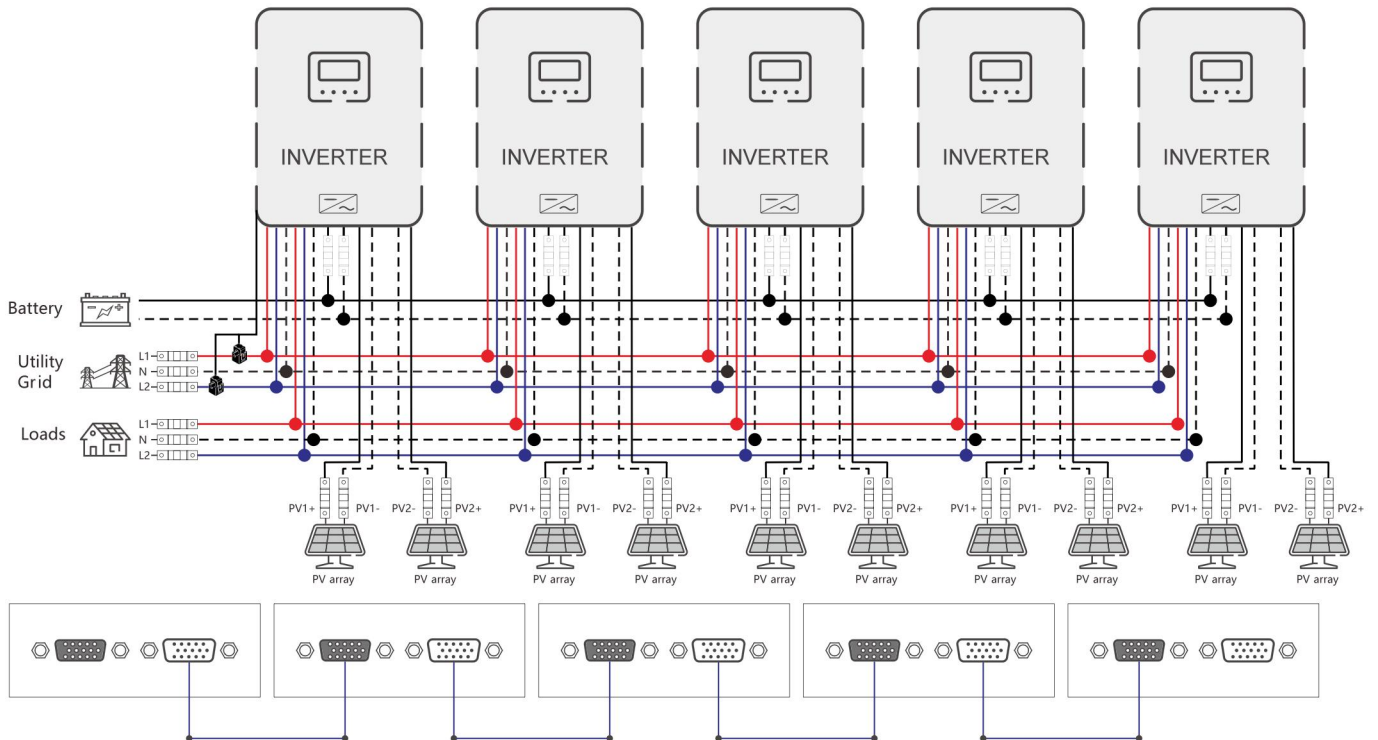 INVERTER INVERTER INVERTER INVERTER INVERTER
Battery
Utility
Grid
L1
N
L2
Loads
L1
N
L2
PV1+ PV1- PV2- PV2+ PV1+ PV1- PV2- PV2+ PV1+ PV1- PV2- PV2+ PV1+ PV1- PV2- PV2+ PV1+ PV1- PV2- PV2+
PV array PV array PV array PV array PV array PV array PV array PV array PV array PV array